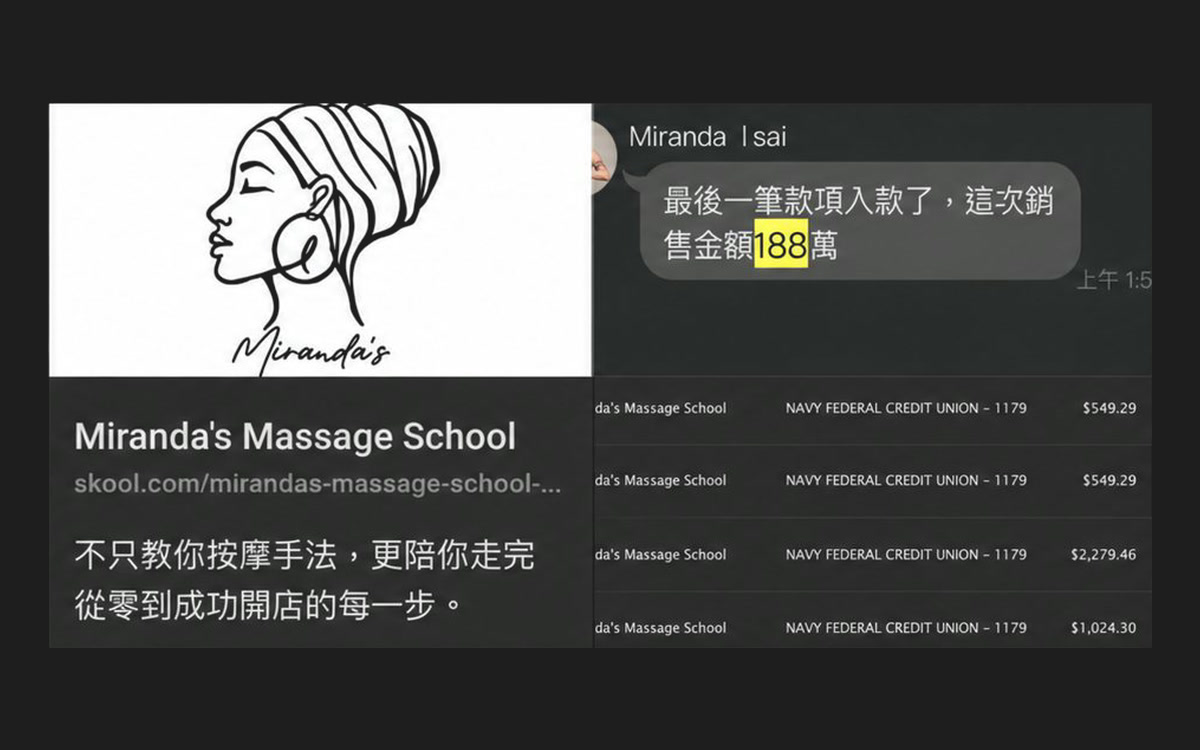 Miranda's
Miranda's Massage School
skool.com/mirandas-massage-school-...
不只教你按摩手法，更陪你走完
從零到成功開店的每一步。
Miranda Isai
最後一筆款項入款了，這次銷
售金額188萬
上午 1:5
da's Massage School NAVY FEDERAL CREDIT UNION - 1179 $549.29
da's Massage School NAVY FEDERAL CREDIT UNION - 1179 $549.29
da's Massage School NAVY FEDERAL CREDIT UNION - 1179 $2,279.46
da's Massage School NAVY FEDERAL CREDIT UNION - 1179 $1,024.30